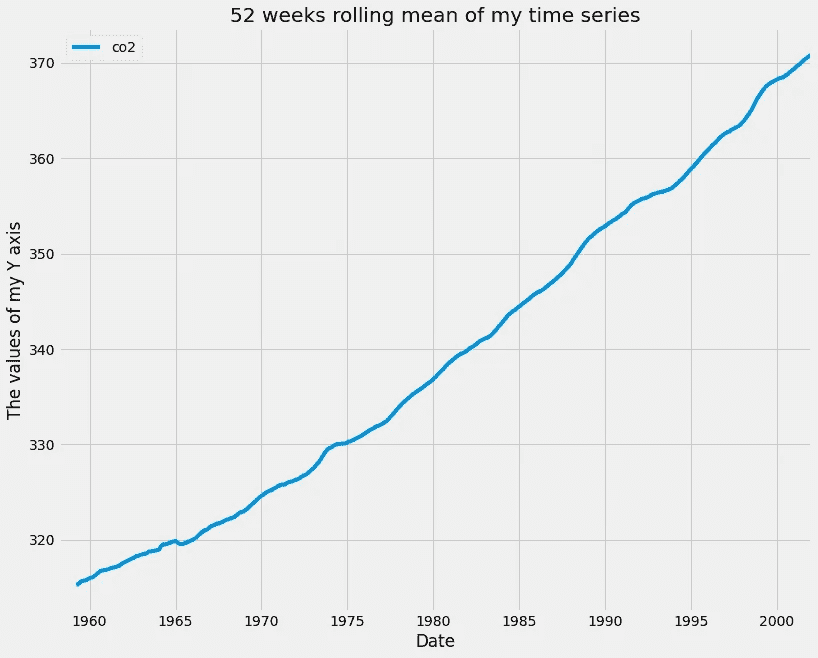 52 weeks rolling mean of my time series
co2
The values of my Y axis
370
360
350
340
330
320
1960 1965 1970 1975 1980 1985 1990 1995 2000
Date